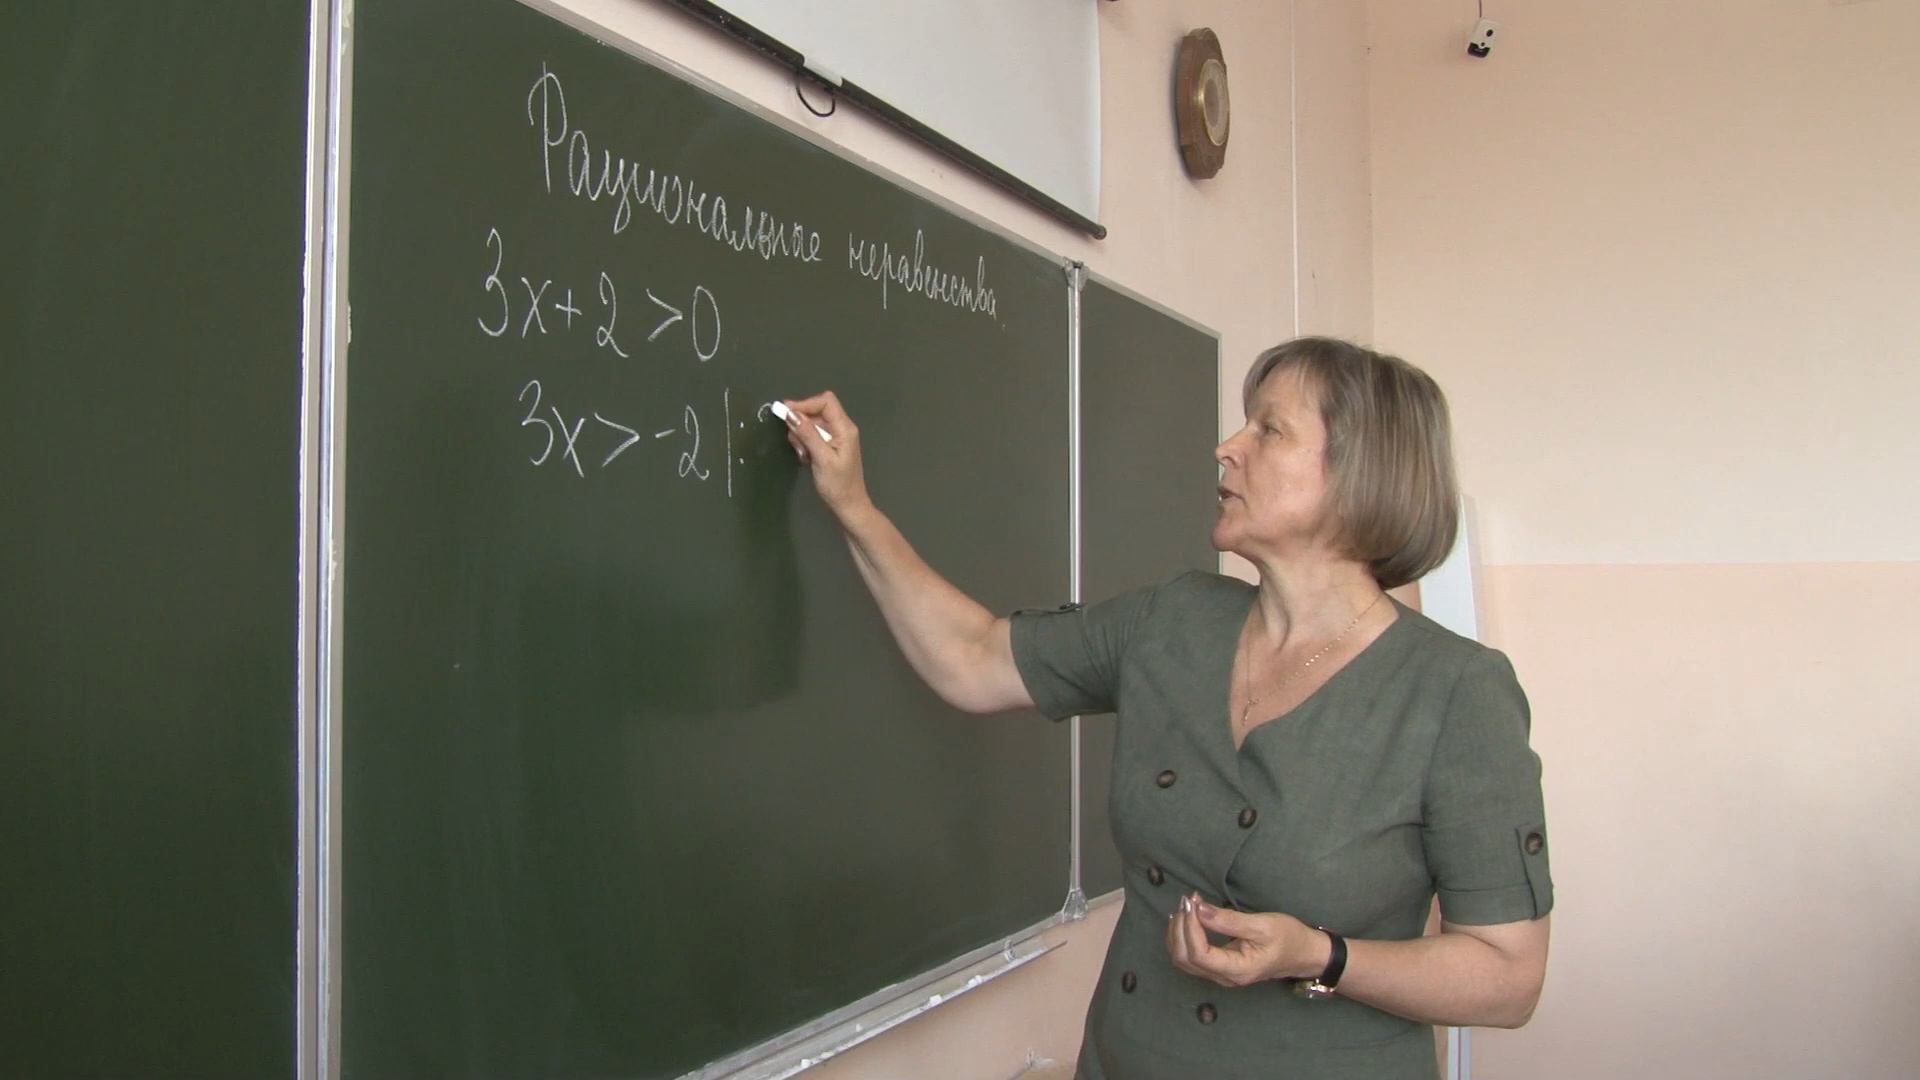 Рациональные неравенства.
3x+2>0
3x>-2 | :